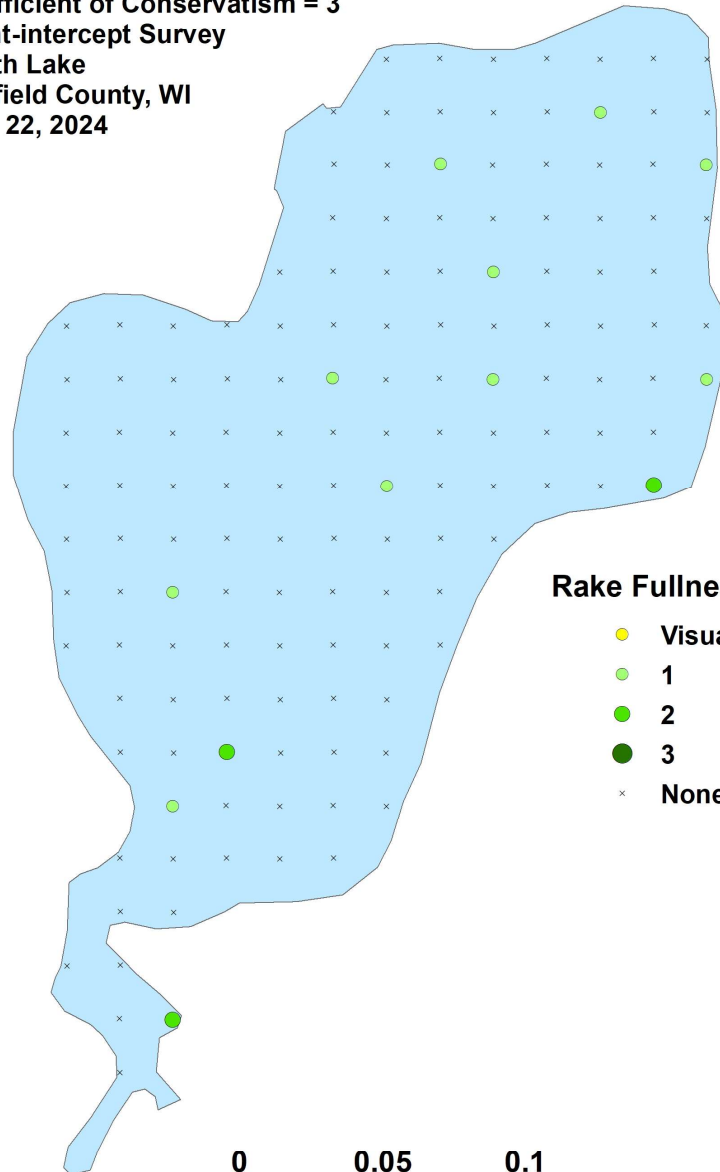 fficient of Conservatism = 3
t-intercept Survey
th Lake
field County, WI
22, 2024
Rake Fullne
Visua
1
2
3
None
0 0.05 0.1